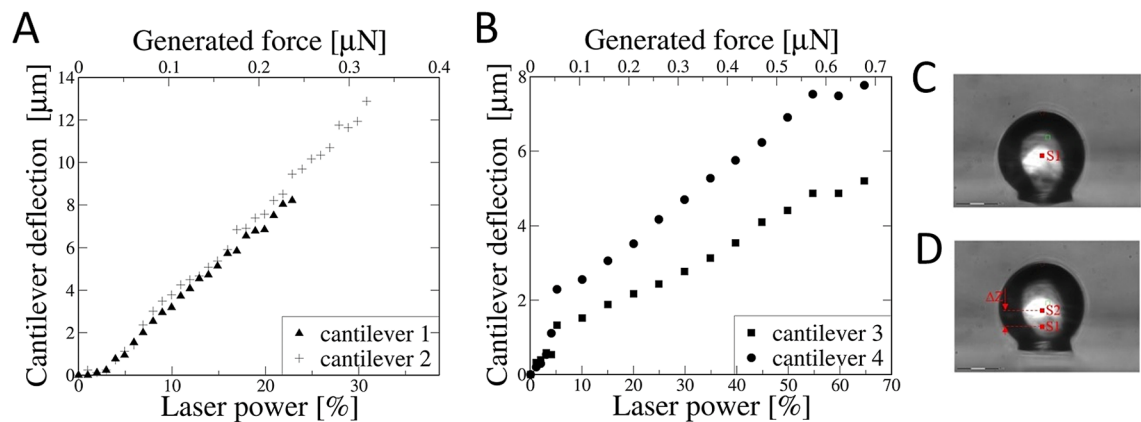 A
Generated force [μN]
0 0.1 0.2 0.3 0.4
Cantilever deflection [μm]
14
12
10
8
6
4
2
0
cantilever 1
cantilever 2
0 10 20 30
Laser power [%]
B
Generated force [μN]
0 0.1 0.2 0.3 0.4 0.5 0.6 0.7
Cantilever deflection [μm]
8
6
4
2
0
cantilever 3
cantilever 4
0 10 20 30 40 50 60 70
Laser power [%]
C
S1
D
ΔZ
S2
S1